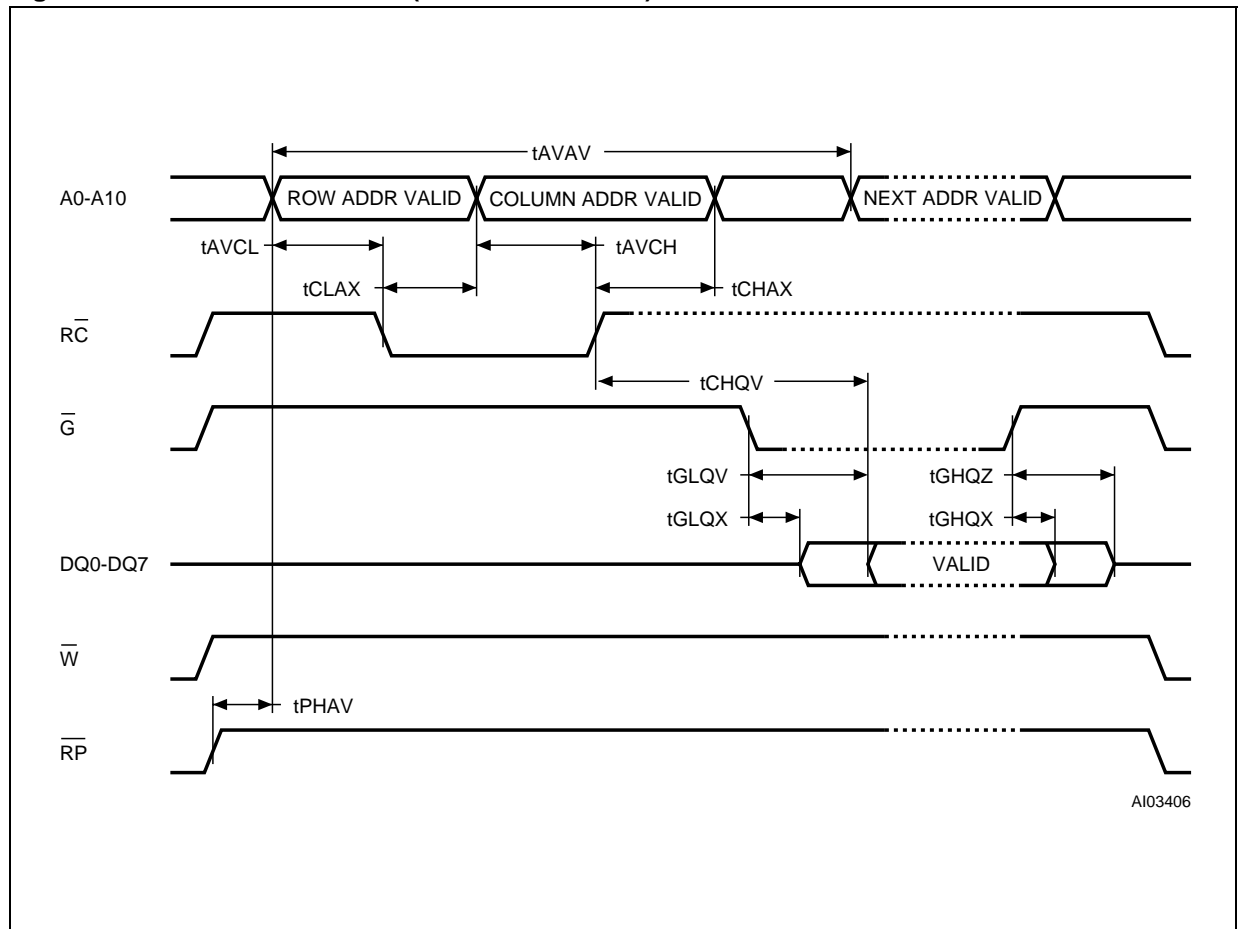 tAVAV
A0-A10 ROW ADDR VALID COLUMN ADDR VALID NEXT ADDR VALID
tAVCL tAVCH
tCLAX tCHAX
RC̅
tCHQV
G̅
tGLQV tGHQZ
tGLQX tGHQX
DQ0-DQ7 VALID
W̅
tPHAV
R̅P̅
AI03406